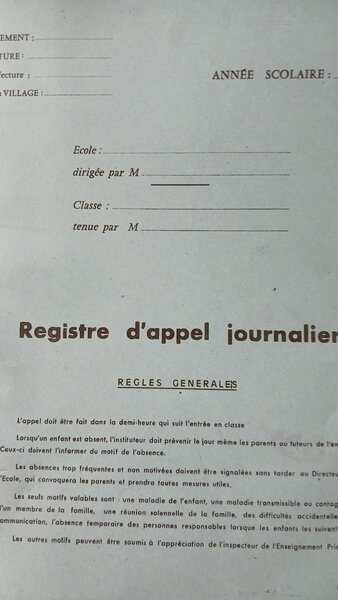 EMENT :
TURE :
fecture :
VILLAGE :
ANNÉE SCOLAIRE :
Ecole :
dirigée par M
Classe :
tenue par M
Registre d'appel journalier
REGLES GENERALES
L'appel doit être fait dans la demi-heure qui suit l'entrée en classe
Lorsqu'un enfant est absent, l'instituteur doit prévenir le jour même les parents ou tuteurs de l'en
Ceux-ci doivent l'informer du motif de l'absence.
Les absences trop fréquentes et non motivées doivent être signalées sans tarder au Directeu
l'Ecole, qui convoquera les parents et prendra toutes mesures utiles.
Les seuls motifs valables sont : une maladie de l'enfant, une maladie transmissible ou contag
d'un membre de la famille, une réunion solennelle de la famille, des difficultés accidentelle
communication, l'absence temporaire des personnes responsables lorsque les enfants les suivent
Les autres motifs peuvent être soumis à l'appréciation de l'inspecteur de l'Enseignement Prim